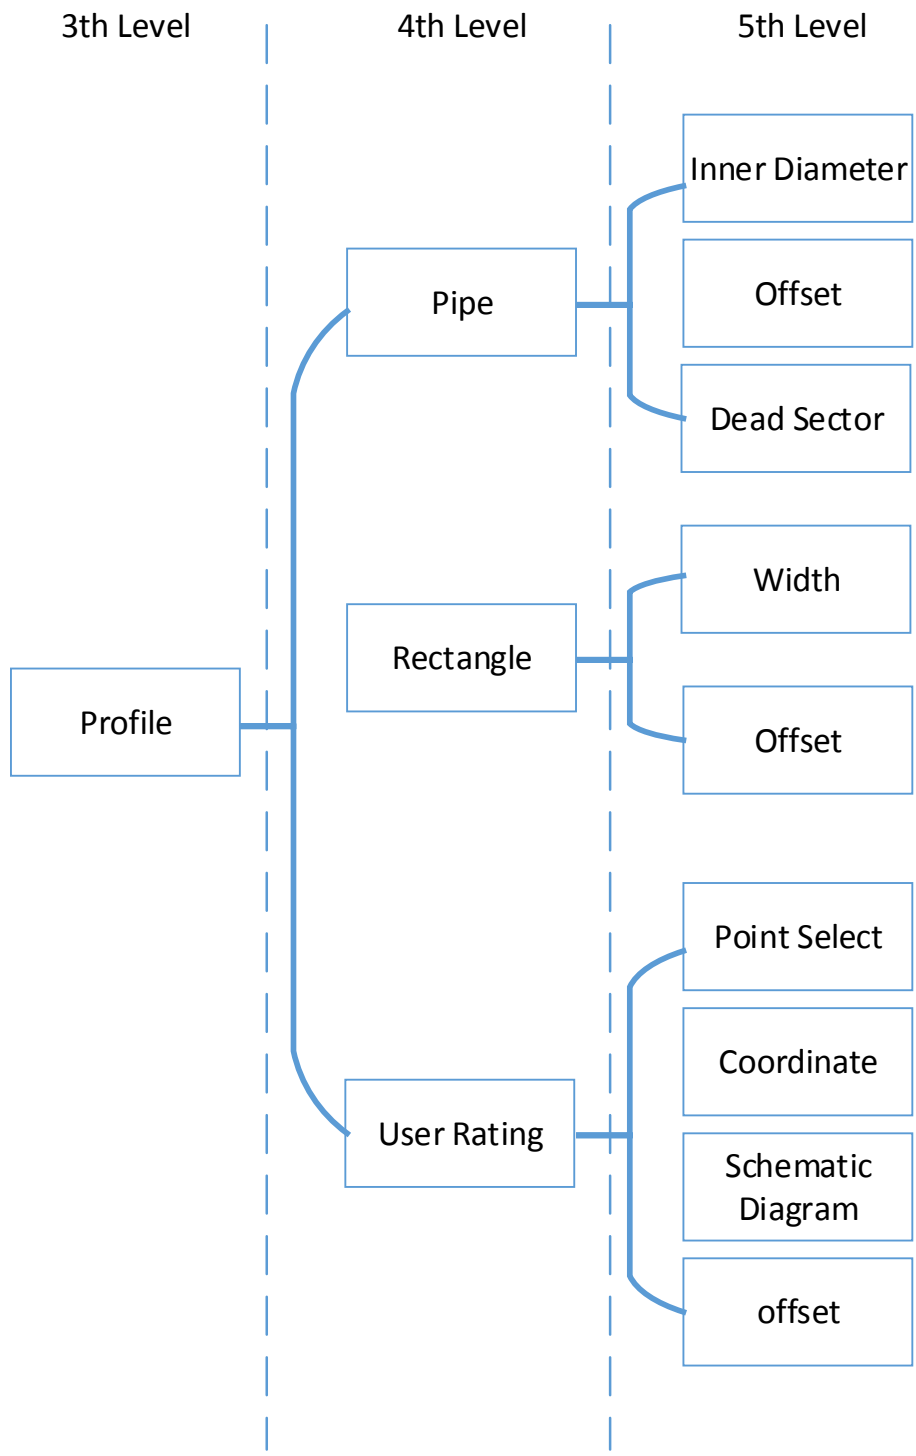 3th Level
4th Level
5th Level
Inner Diameter
Offset
Dead Sector
Pipe
Width
Offset
Rectangle
Profile
Point Select
Coordinate
Schematic
Diagram
offset
User Rating